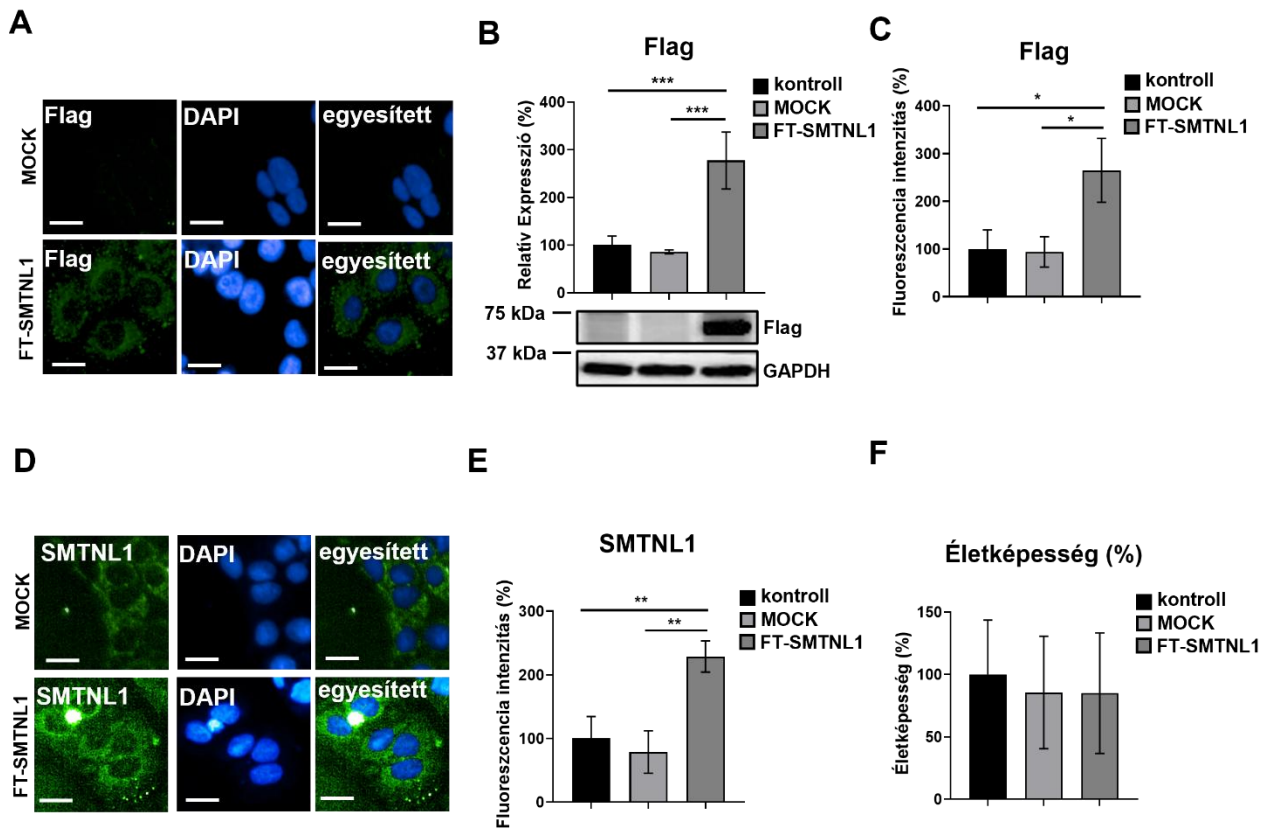 A
Flag
DAPI
egyesített
MOCK
Flag
DAPI
egyesített
FT-SMTNL1
B
Flag
kontroll
MOCK
FT-SMTNL1
***
***
Relatív Expresszió (%)
400
300
200
100
0
75 kDa
Flag
37 kDa
GAPDH
C
Flag
kontroll
MOCK
FT-SMTNL1
*
*
Fluoreszcencia intenzitás (%)
400
300
200
100
0
D
SMTNL1
DAPI
egyesített
MOCK
SMTNL1
DAPI
egyesített
FT-SMTNL1
E
SMTNL1
kontroll
MOCK
FT-SMTNL1
**
**
Fluoreszcencia intenzitás (%)
300
200
100
0
F
Életképesség (%)
kontroll
MOCK
FT-SMTNL1
Életképesség (%)
150
100
50
0